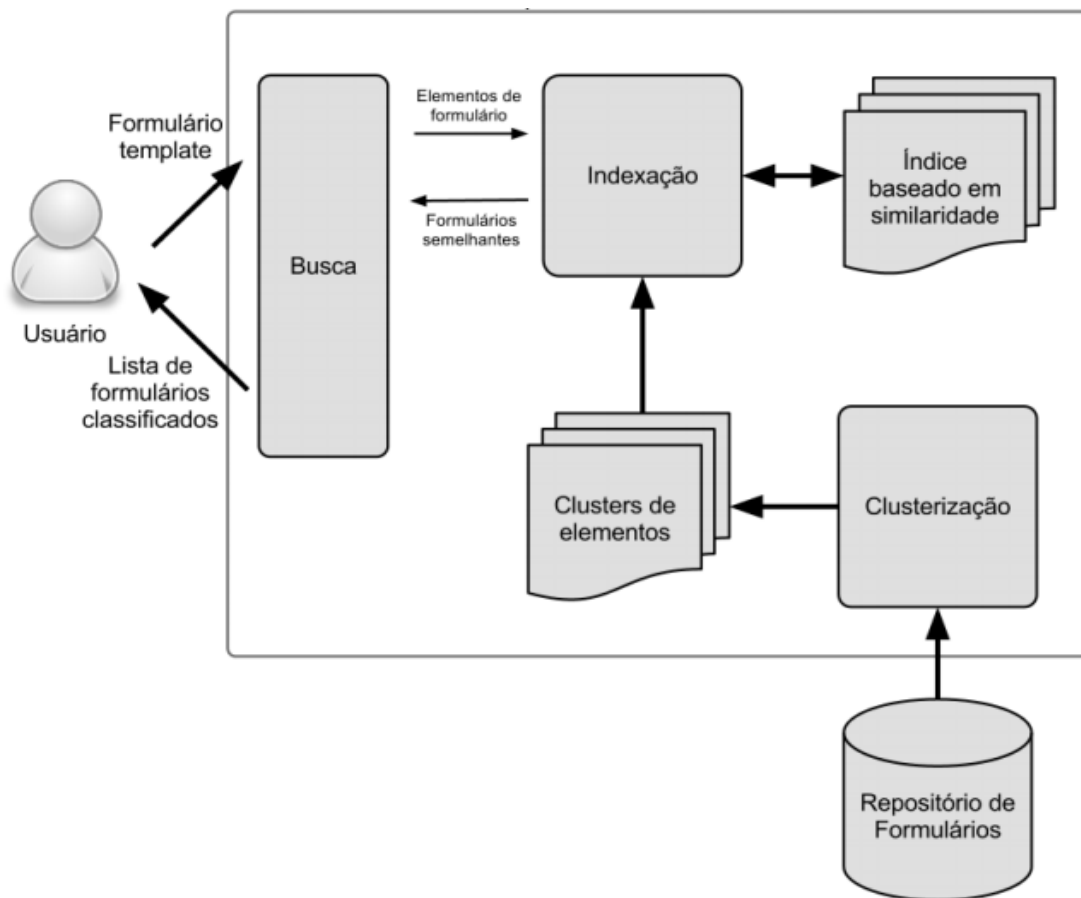 Formulário
template
Elementos de
formulário
Formulários
semelhantes
Busca
Indexação
Índice
baseado em
similaridade
Usuário
Lista de
formulários
classificados
Clusters de
elementos
Clusterização
Repositório de
Formulários